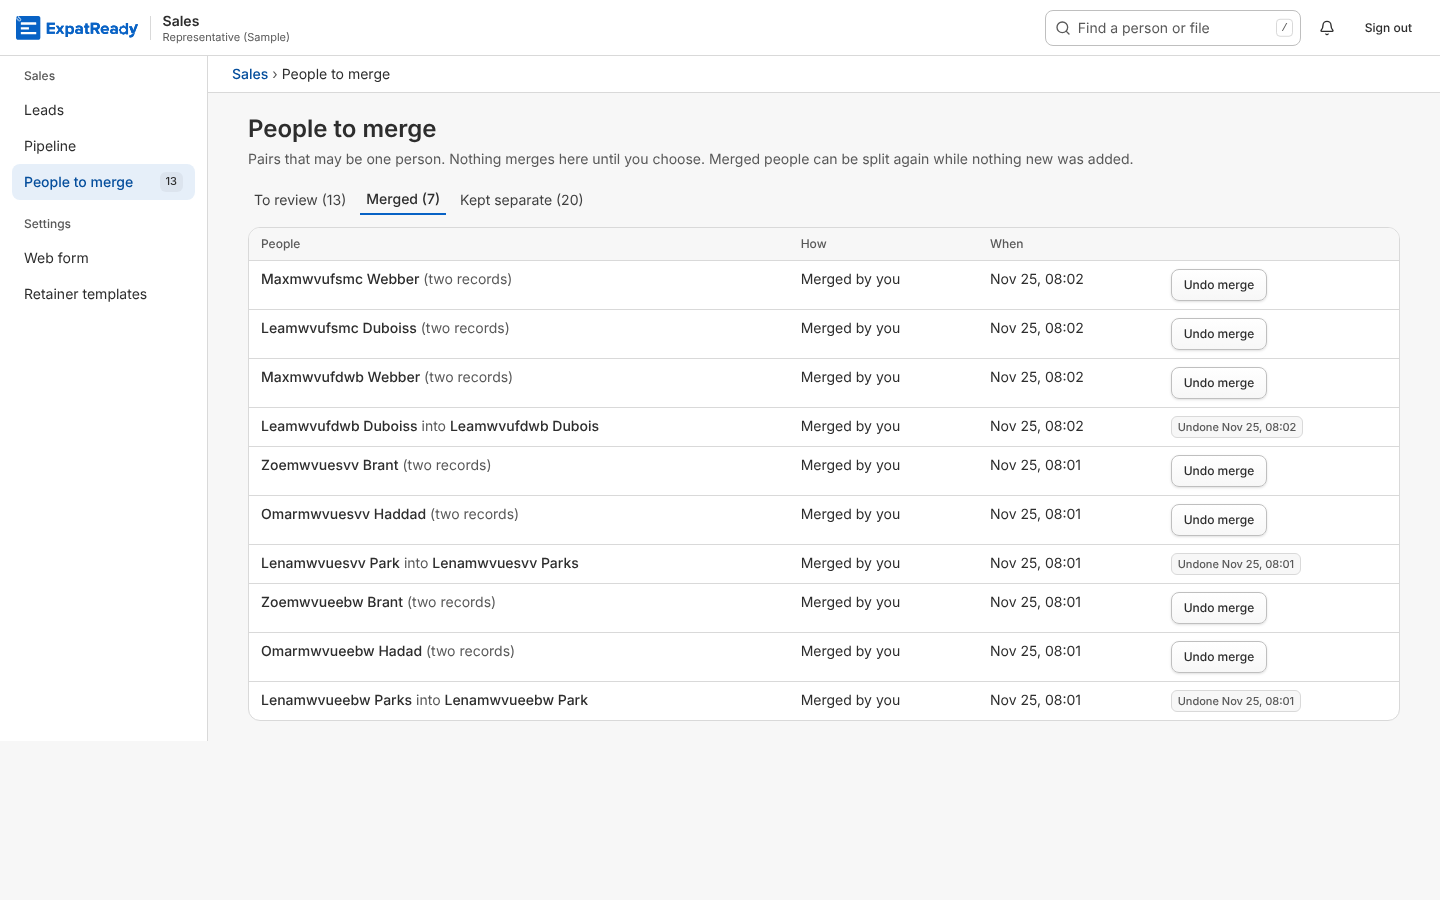 ExpatReady
Sales
Representative (Sample)
Find a person or file
/
Sign out
Sales
Leads
Pipeline
People to merge 13
Settings
Web form
Retainer templates
Sales › People to merge
People to merge
Pairs that may be one person. Nothing merges here until you choose. Merged people can be split again while nothing new was added.
To review (13) Merged (7) Kept separate (20)
People How When
Maxmwvufsmc Webber (two records) Merged by you Nov 25, 08:02 Undo merge
Leamwvufsmc Duboiss (two records) Merged by you Nov 25, 08:02 Undo merge
Maxmwvufdwb Webber (two records) Merged by you Nov 25, 08:02 Undo merge
Leamwvufdwb Duboiss into Leamwvufdwb Dubois Merged by you Nov 25, 08:02 Undone Nov 25, 08:02
Zoemwvuesvv Brant (two records) Merged by you Nov 25, 08:01 Undo merge
Omarmwvuesvv Haddad (two records) Merged by you Nov 25, 08:01 Undo merge
Lenamwvuesvv Park into Lenamwvuesvv Parks Merged by you Nov 25, 08:01 Undone Nov 25, 08:01
Zoemwvueebw Brant (two records) Merged by you Nov 25, 08:01 Undo merge
Omarmwvueebw Hadad (two records) Merged by you Nov 25, 08:01 Undo merge
Lenamwvueebw Parks into Lenamwvueebw Park Merged by you Nov 25, 08:01 Undone Nov 25, 08:01